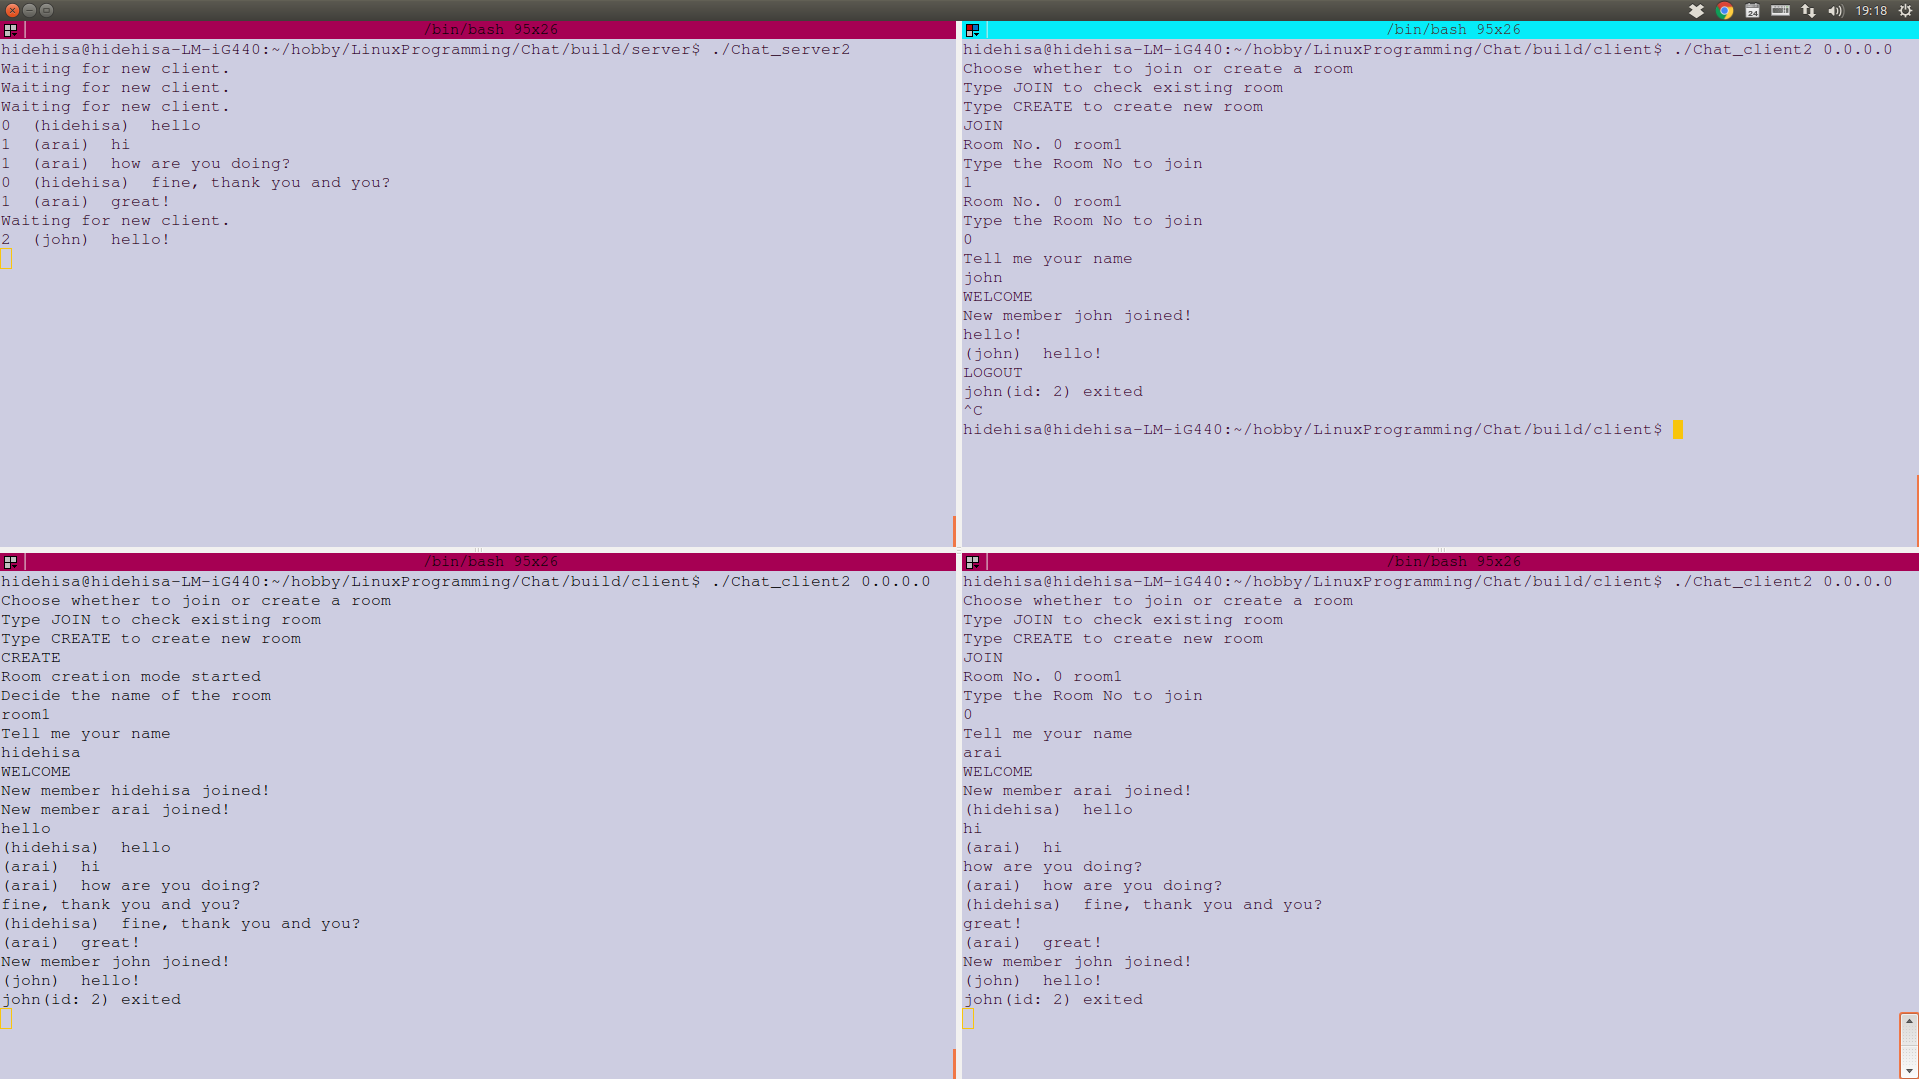 19:18
24
/bin/bash 95x26
hidehisa@hidehisa-LM-iG440:~/hobby/LinuxProgramming/Chat/build/server$ ./Chat_server2
Waiting for new client.
Waiting for new client.
Waiting for new client.
0  (hidehisa)  hello
1  (arai)  hi
1  (arai)  how are you doing?
0  (hidehisa)  fine, thank you and you?
1  (arai)  great!
Waiting for new client.
2  (john)  hello!
/bin/bash 95x26
hidehisa@hidehisa-LM-iG440:~/hobby/LinuxProgramming/Chat/build/client$ ./Chat_client2 0.0.0.0
Choose whether to join or create a room
Type JOIN to check existing room
Type CREATE to create new room
JOIN
Room No. 0 room1
Type the Room No to join
1
Room No. 0 room1
Type the Room No to join
0
Tell me your name
john
WELCOME
New member john joined!
hello!
(john)  hello!
LOGOUT
john(id: 2) exited
^C
hidehisa@hidehisa-LM-iG440:~/hobby/LinuxProgramming/Chat/build/client$
/bin/bash 95x26
hidehisa@hidehisa-LM-iG440:~/hobby/LinuxProgramming/Chat/build/client$ ./Chat_client2 0.0.0.0
Choose whether to join or create a room
Type JOIN to check existing room
Type CREATE to create new room
CREATE
Room creation mode started
Decide the name of the room
room1
Tell me your name
hidehisa
WELCOME
New member hidehisa joined!
New member arai joined!
hello
(hidehisa)  hello
(arai)  hi
(arai)  how are you doing?
fine, thank you and you?
(hidehisa)  fine, thank you and you?
(arai)  great!
New member john joined!
(john)  hello!
john(id: 2) exited
/bin/bash 95x26
hidehisa@hidehisa-LM-iG440:~/hobby/LinuxProgramming/Chat/build/client$ ./Chat_client2 0.0.0.0
Choose whether to join or create a room
Type JOIN to check existing room
Type CREATE to create new room
JOIN
Room No. 0 room1
Type the Room No to join
0
Tell me your name
arai
WELCOME
New member arai joined!
(hidehisa)  hello
hi
(arai)  hi
how are you doing?
(arai)  how are you doing?
(hidehisa)  fine, thank you and you?
great!
(arai)  great!
New member john joined!
(john)  hello!
john(id: 2) exited